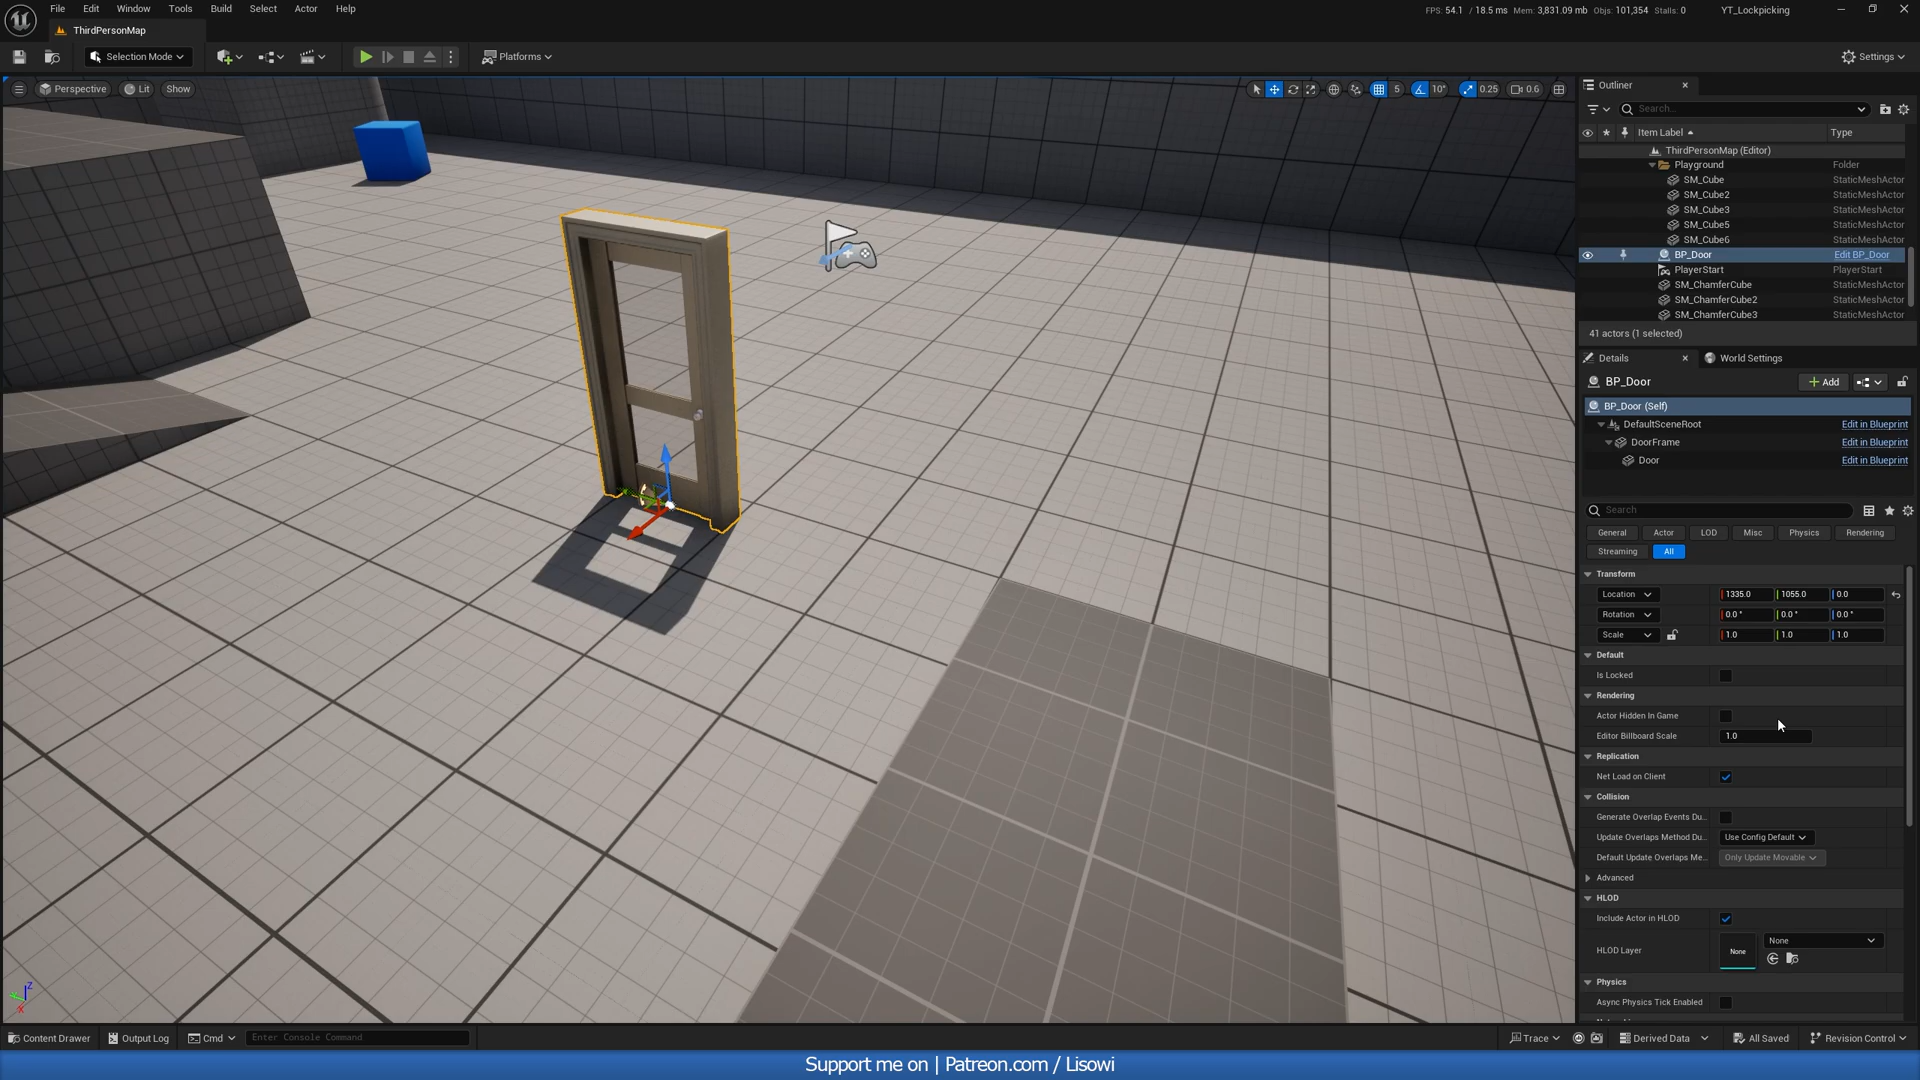 File Edit Window Tools Build Select Actor Help
FPS: 54.1 / 18.5 ms Mem: 3,831.09 mb Objs: 101,354 Stalls: 0 YT_Lockpicking
ThirdPersonMap
Selection Mode Platforms Settings
Perspective Lit Show 5 10° 0.25 0.6
Outliner
Search...
Item Label Type
ThirdPersonMap (Editor)
Playground Folder
SM_Cube StaticMeshActor
SM_Cube2 StaticMeshActor
SM_Cube3 StaticMeshActor
SM_Cube5 StaticMeshActor
SM_Cube6 StaticMeshActor
BP_Door Edit BP_Door
PlayerStart PlayerStart
SM_ChamferCube StaticMeshActor
SM_ChamferCube2 StaticMeshActor
SM_ChamferCube3 StaticMeshActor
41 actors (1 selected)
Details World Settings
BP_Door Add
BP_Door (Self)
DefaultSceneRoot Edit in Blueprint
DoorFrame Edit in Blueprint
Door Edit in Blueprint
Search
General Actor LOD Misc Physics Rendering
Streaming All
Transform
Location 1335.0 1055.0 0.0
Rotation 0.0 ° 0.0 ° 0.0 °
Scale 1.0 1.0 1.0
Default
Is Locked
Rendering
Actor Hidden In Game
Editor Billboard Scale 1.0
Replication
Net Load on Client
Collision
Generate Overlap Events Du...
Update Overlaps Method Du... Use Config Default
Default Update Overlaps Me... Only Update Movable
Advanced
HLOD
Include Actor in HLOD
HLOD Layer None None
Physics
Async Physics Tick Enabled
Z
X
Content Drawer Output Log Cmd Enter Console Command Trace Derived Data All Saved Revision Control
Support me on | Patreon.com / Lisowi